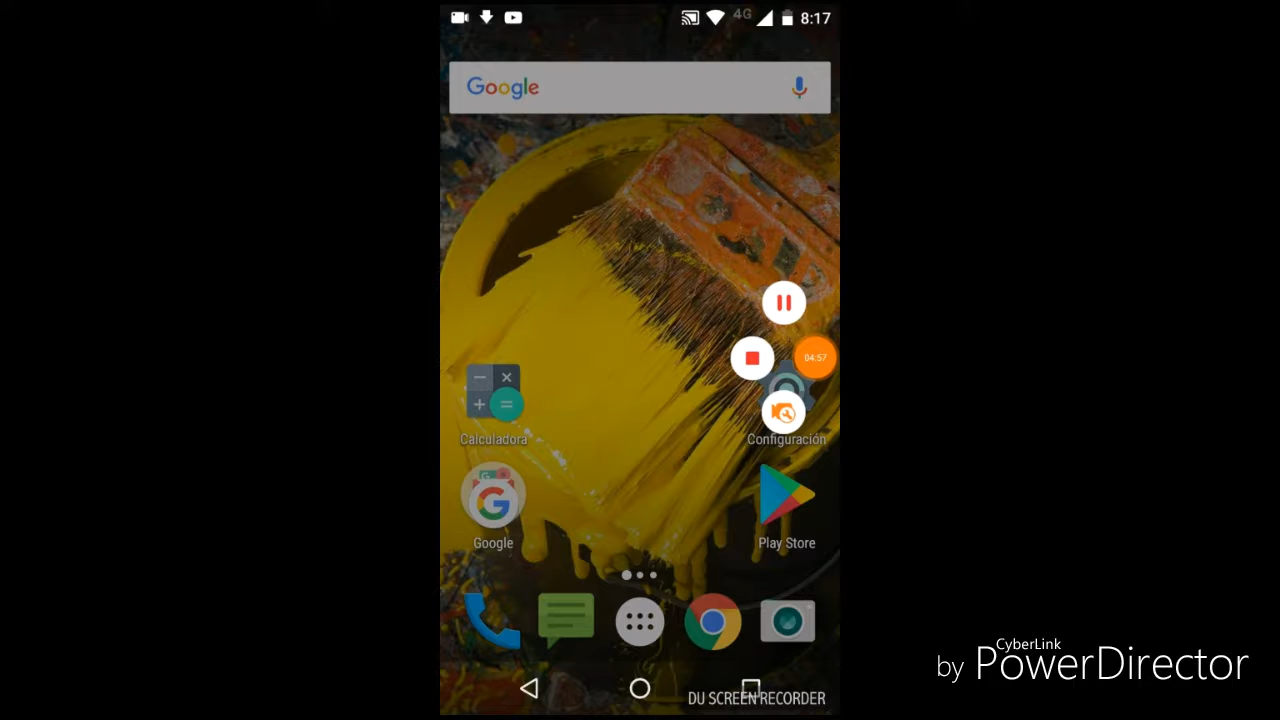 4G 8:17
Google
04:57
Calculadora
Configuración
Google
Play Store
DU SCREEN RECORDER
CyberLink
by PowerDirector